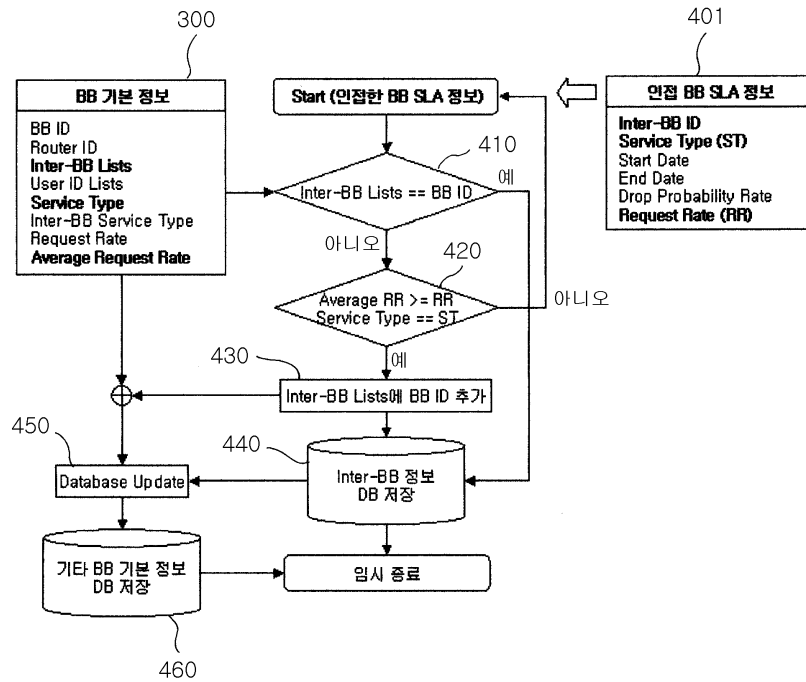 300
BB 기본 정보
BB ID
Router ID
Inter-BB Lists
User ID Lists
Service Type
Inter-BB Service Type
Request Rate
Average Request Rate
Start (인접한 BB SLA 정보)
401
인접 BB SLA 정보
Inter-BB ID
Service Type (ST)
Start Date
End Date
Drop Probability Rate
Request Rate (RR)
410
Inter-BB Lists == BB ID
예
아니오
420
Average RR >= RR
Service Type == ST
아니오
예
430
Inter-BB Lists에 BB ID 추가
440
Inter-BB 정보
DB 저장
450
Database Update
기타 BB 기본 정보
DB 저장
460
임시 종료